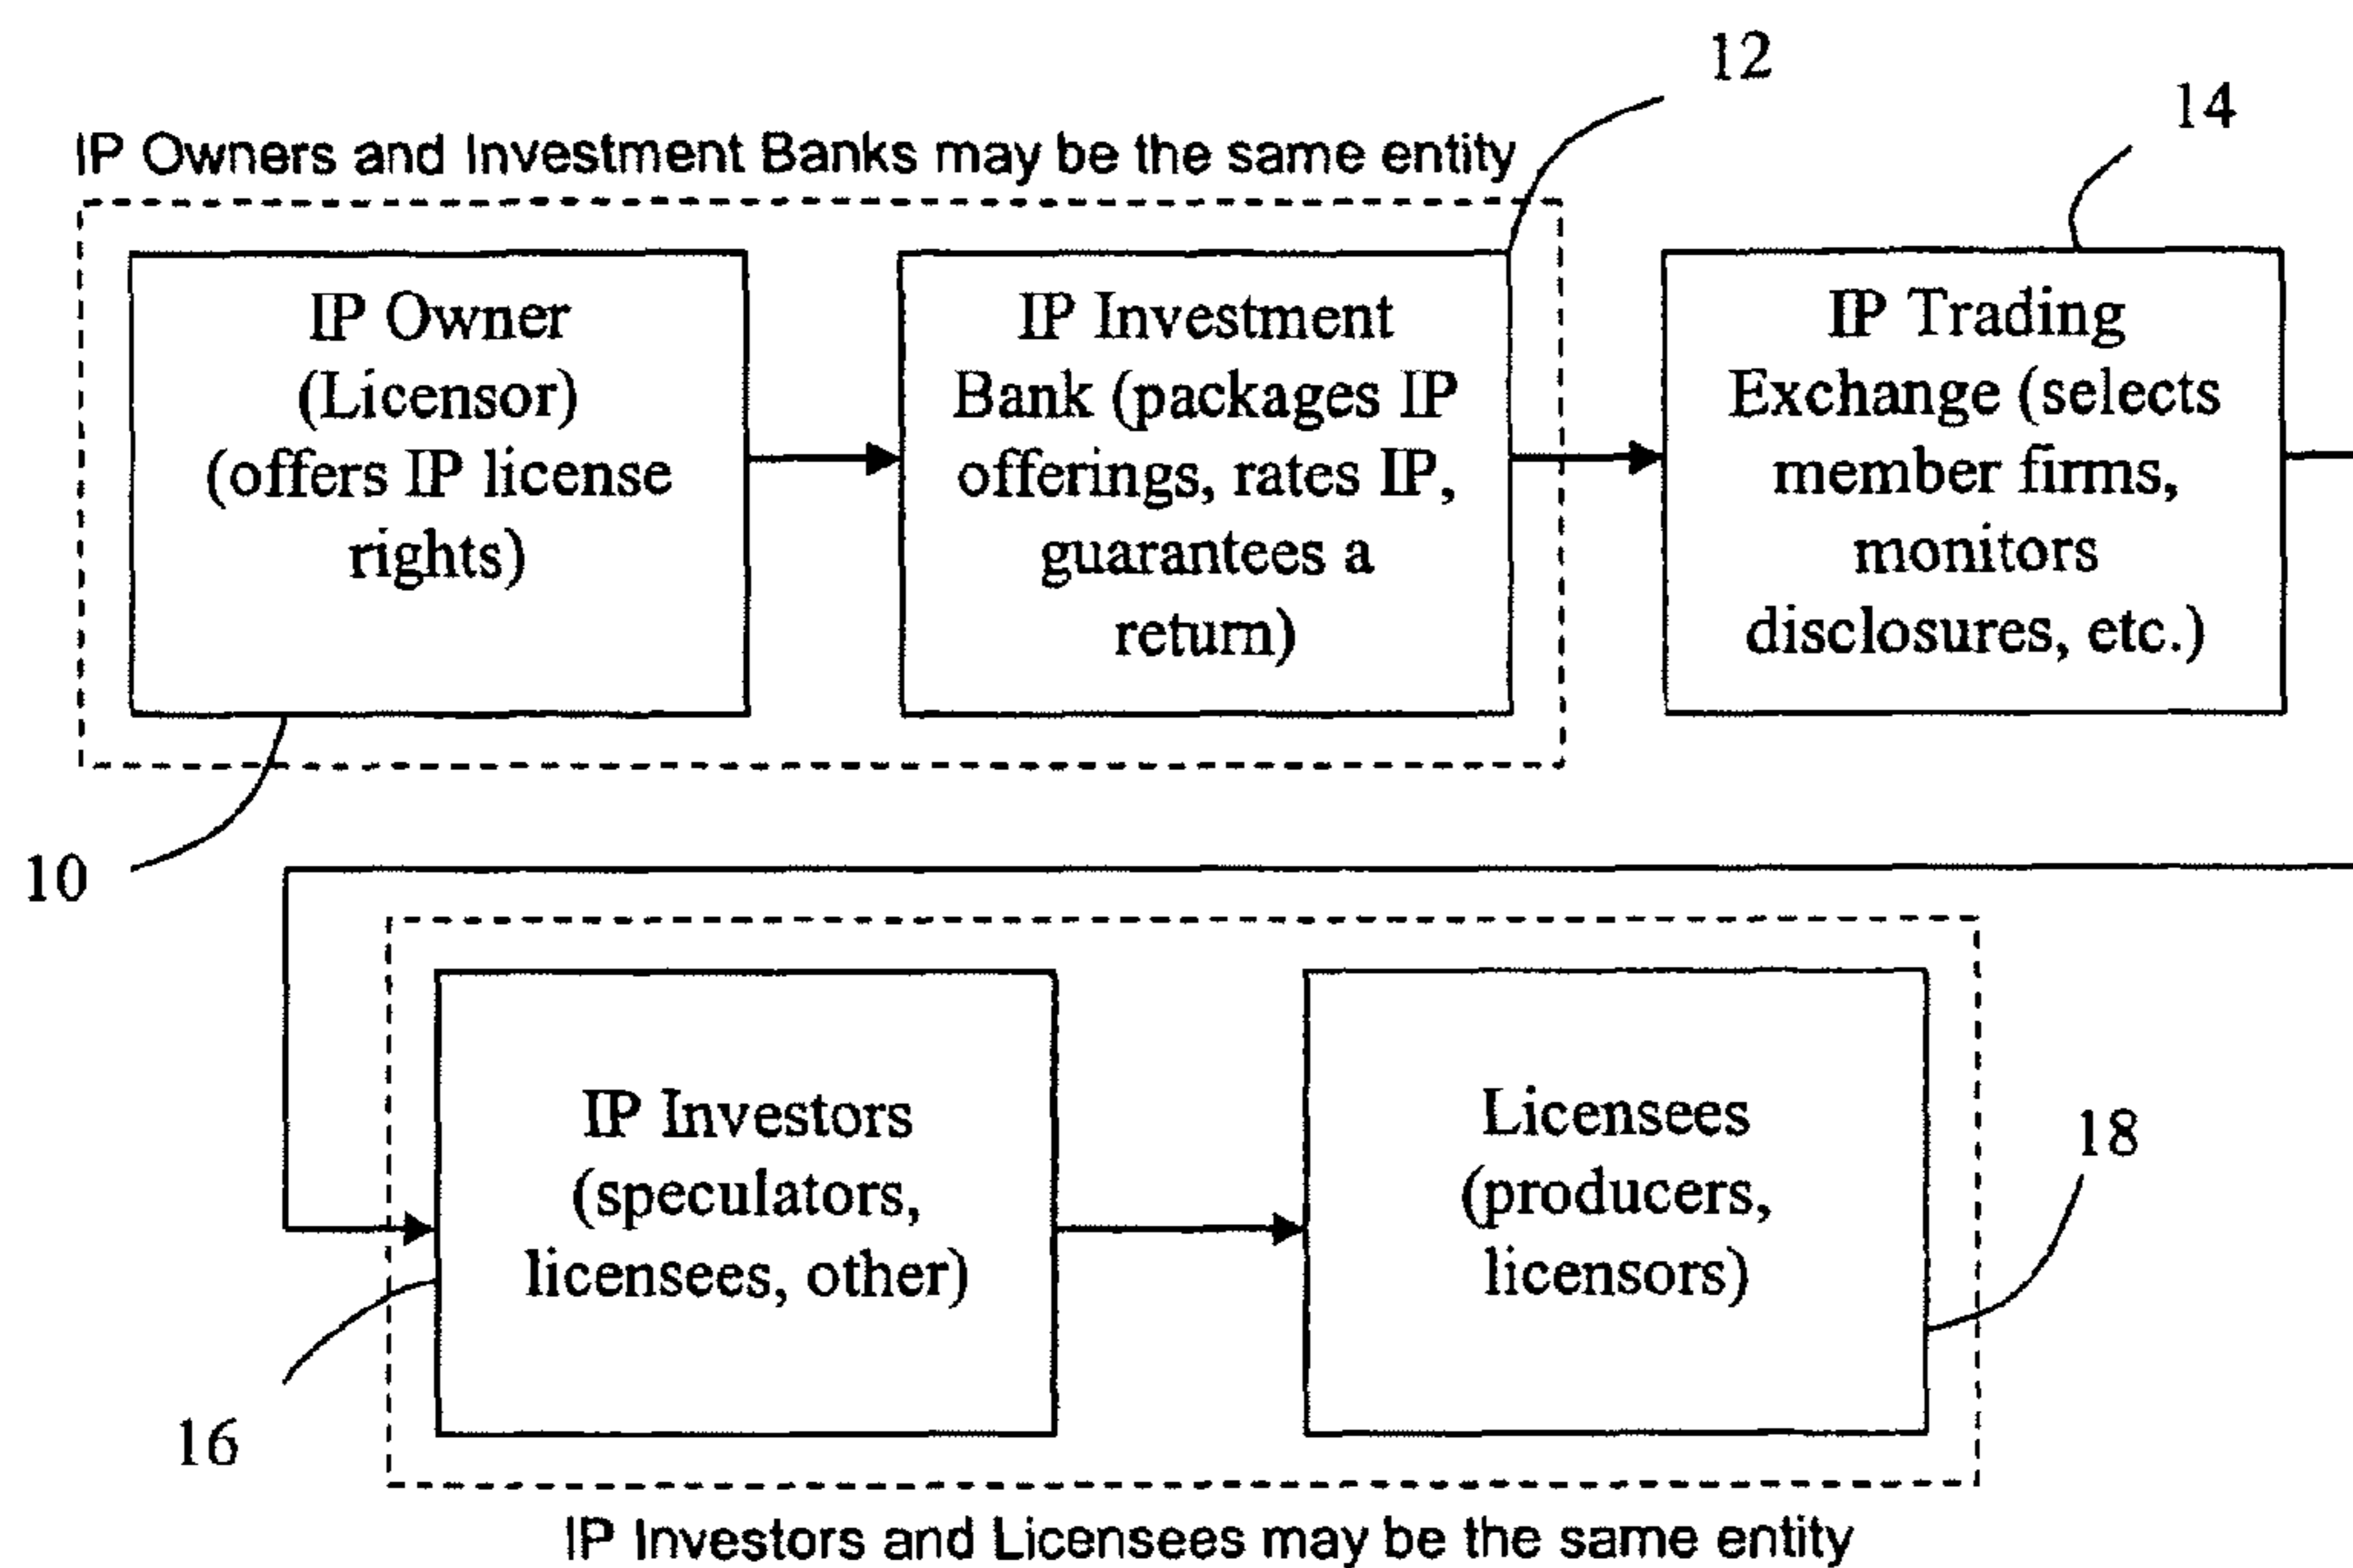 12
14
IP Owners and Investment Banks may be the same entity
IP Owner
(Licensor)
(offers IP license
rights)
IP Investment
Bank (packages IP
offerings, rates IP,
guarantees a
return)
IP Trading
Exchange (selects
member firms,
monitors
disclosures, etc.)
10
IP Investors
(speculators,
licensees, other)
Licensees
(producers,
licensors)
18
16
IP Investors and Licensees may be the same entity